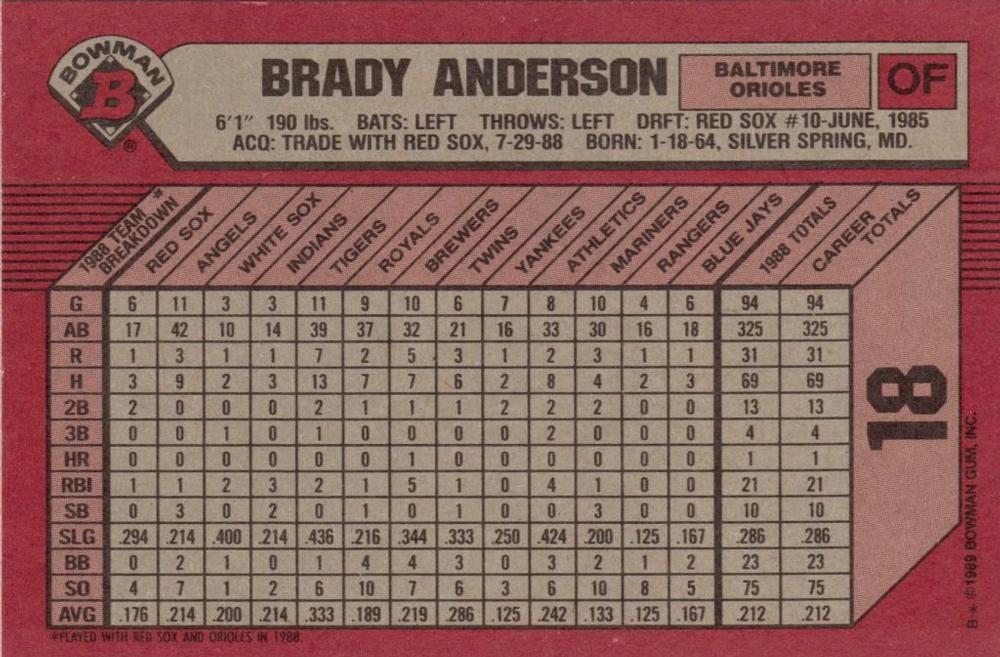 BOWMAN
B
®
BRADY ANDERSON
BALTIMORE
ORIOLES
OF
6'1" 190 lbs. BATS: LEFT THROWS: LEFT DRFT: RED SOX #10-JUNE, 1985
ACQ: TRADE WITH RED SOX, 7-29-88 BORN: 1-18-64, SILVER SPRING, MD.
1988 TEAM *
BREAKDOWN
RED SOX
ANGELS
WHITE SOX
INDIANS
TIGERS
ROYALS
BREWERS
TWINS
YANKEES
ATHLETICS
MARINERS
RANGERS
BLUE JAYS
1988 TOTALS
CAREER
TOTALS
G 6 11 3 3 11 9 10 6 7 8 10 4 6 94 94
AB 17 42 10 14 39 37 32 21 16 33 30 16 18 325 325
R 1 3 1 1 7 2 5 3 1 2 3 1 1 31 31
H 3 9 2 3 13 7 7 6 2 8 4 2 3 69 69
2B 2 0 0 0 2 1 1 1 2 2 2 0 0 13 13
3B 0 0 1 0 1 0 0 0 0 2 0 0 0 4 4
HR 0 0 0 0 0 0 1 0 0 0 0 0 0 1 1
RBI 1 1 2 3 2 1 5 1 0 4 1 0 0 21 21
SB 0 3 0 2 0 1 0 1 0 0 3 0 0 10 10
SLG .294 .214 .400 .214 .436 .216 .344 .333 .250 .424 .200 .125 .167 .286 .286
BB 0 2 1 0 1 4 4 3 0 3 2 1 2 23 23
SO 4 7 1 2 6 10 7 6 3 6 10 8 5 75 75
AVG .176 .214 .200 .214 .333 .189 .219 .286 .125 .242 .133 .125 .167 .212 .212
18
*PLAYED WITH RED SOX AND ORIOLES IN 1988.
B * ©1989 BOWMAN GUM, INC.